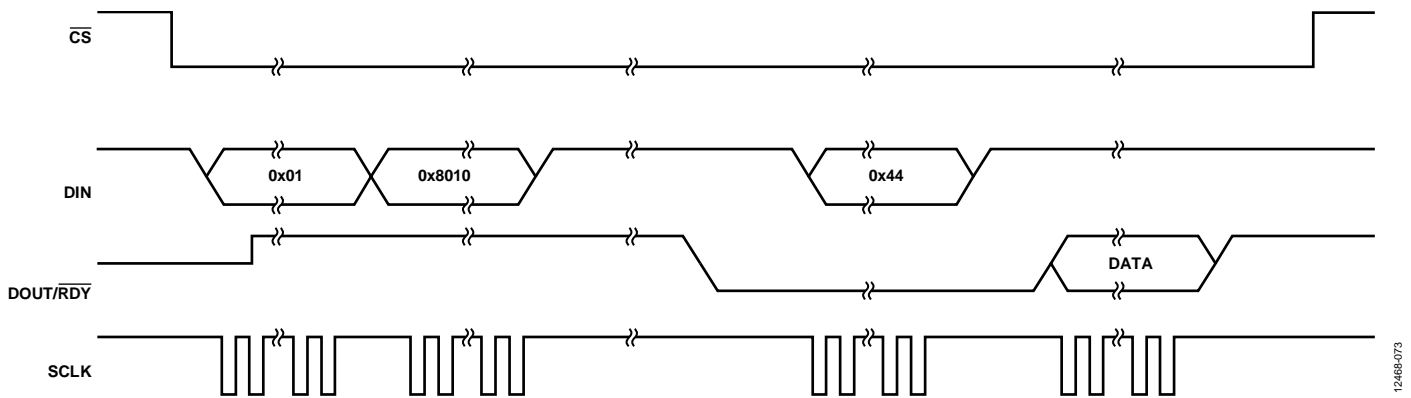 CS
DIN
0x01
0x8010
0x44
DOUT/RDY
DATA
SCLK
12468-073